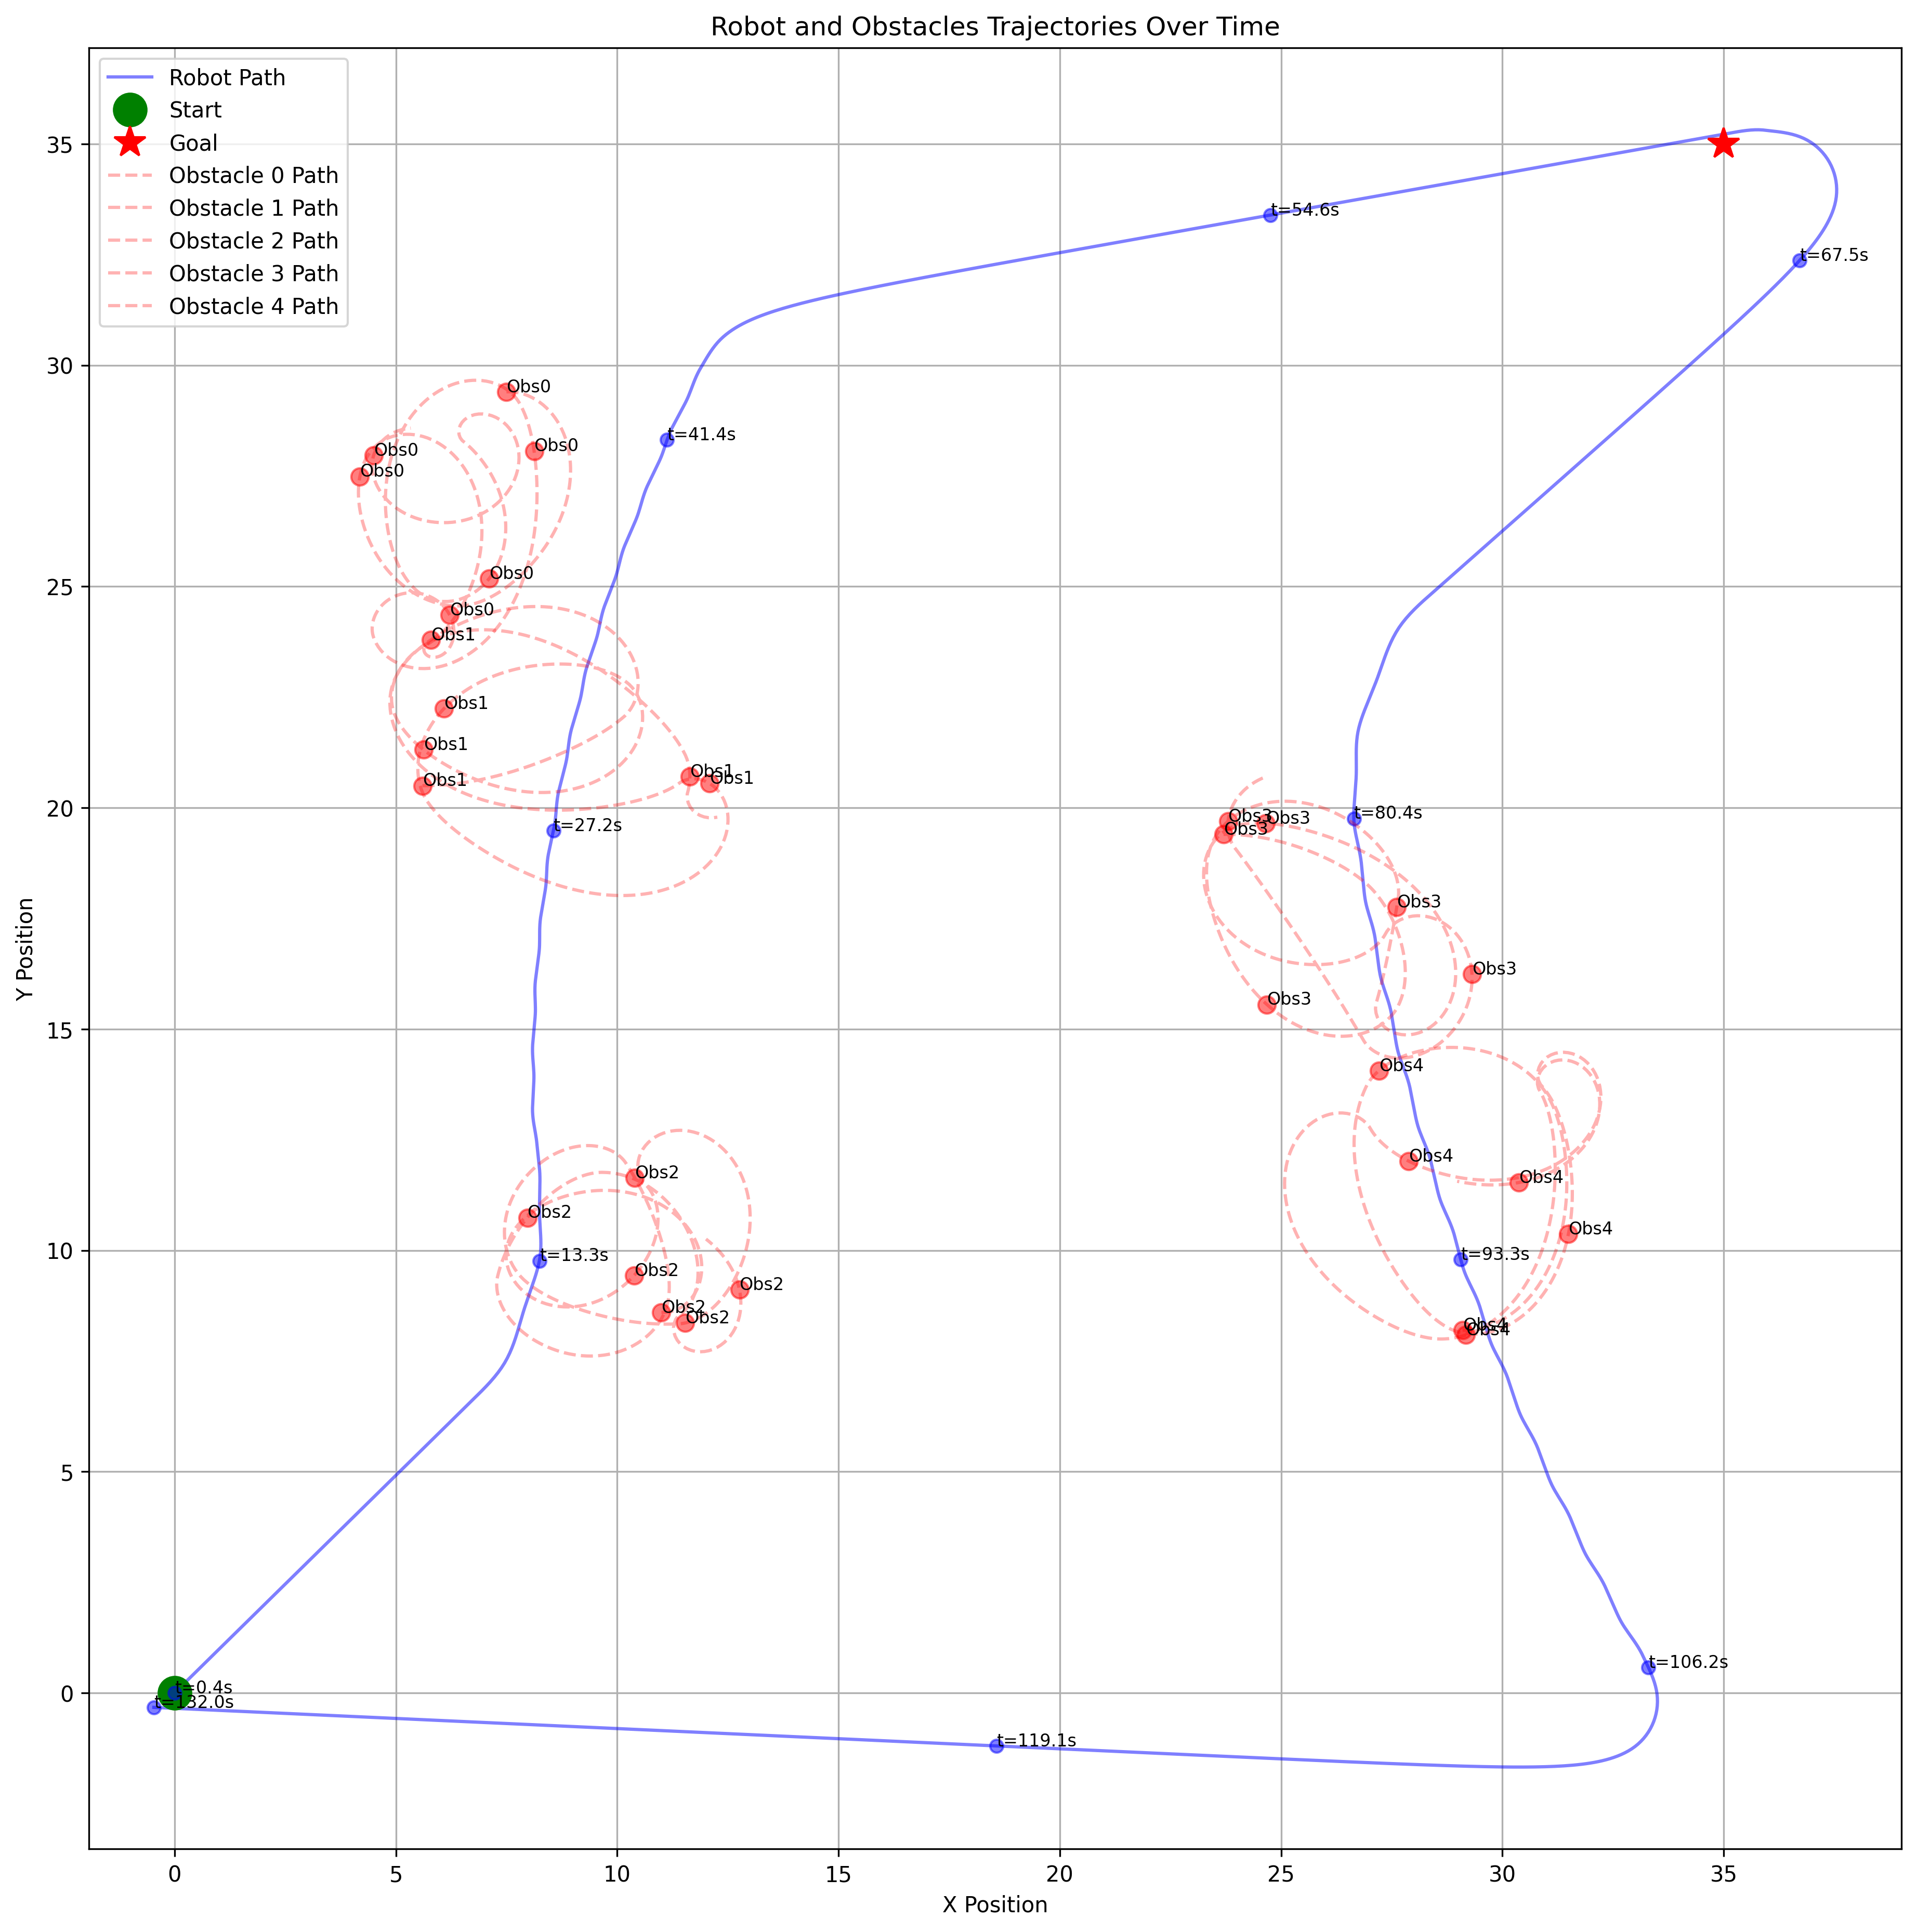 Robot and Obstacles Trajectories Over Time
Robot Path
Start
Goal
Obstacle 0 Path
Obstacle 1 Path
Obstacle 2 Path
Obstacle 3 Path
Obstacle 4 Path
35
30
25
20
15
10
5
0
Y Position
t=54.6s
t=67.5s
Obs0
t=41.4s
Obs0
Obs0
Obs0
Obs0
Obs0
Obs1
Obs1
Obs1
Obs1
Obs1
Obs1
t=27.2s
t=80.4s
Obs3
Obs3
Obs3
Obs3
Obs3
Obs3
Obs4
Obs4
Obs4
Obs4
Obs2
Obs2
t=13.3s
t=93.3s
Obs2
Obs2
Obs2
Obs2
Obs4
Obs4
t=106.2s
t=0.4s
t=132.0s
t=119.1s
0
5
10
15
20
25
30
35
X Position